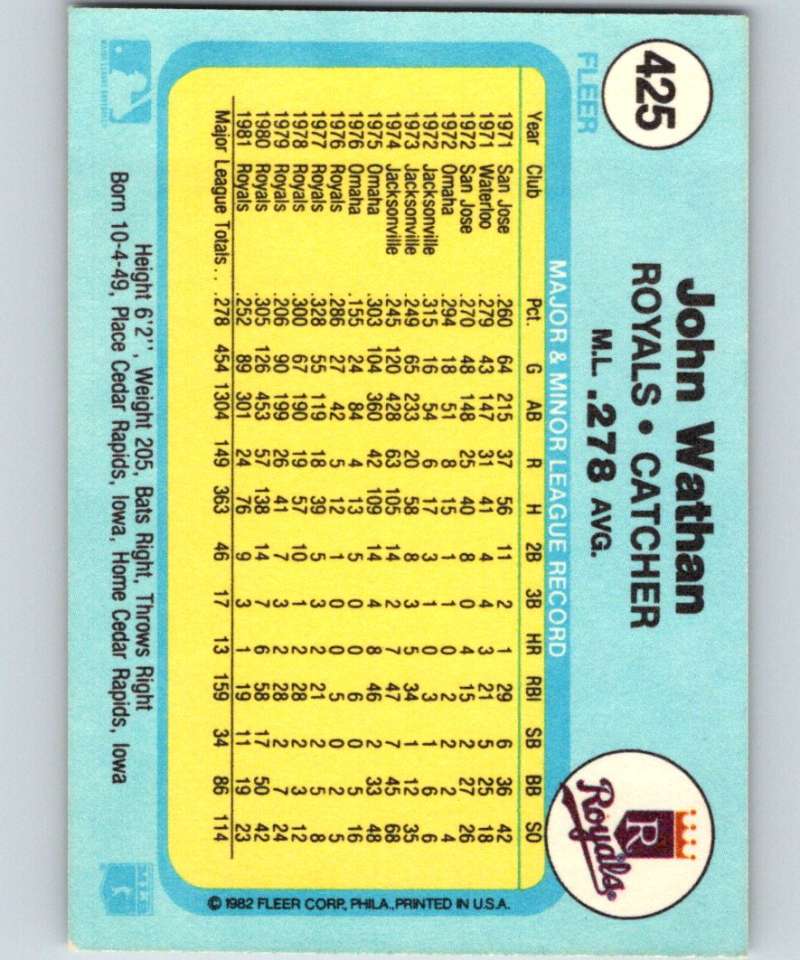 425
FLEER
John Wathan
ROYALS • CATCHER
M.L. .278 AVG.
Royals
R
MAJOR & MINOR LEAGUE RECORD
Year Club Pct. G AB R H 2B 3B HR RBI SB BB SO
1971 San Jose .260 64 215 37 56 11 2 1 29 6 36 42
1971 Waterloo .279 43 147 31 41 4 4 3 21 5 25 18
1972 San Jose .270 48 148 25 40 8 0 4 15 2 27 26
1972 Omaha .294 18 51 8 15 1 1 0 2 2 2 4
1972 Jacksonville .315 16 54 6 17 3 1 0 3 1 6 6
1973 Jacksonville .249 65 233 20 58 8 3 5 34 1 12 35
1974 Jacksonville .245 120 428 63 105 14 2 7 47 7 45 68
1975 Omaha .303 104 360 42 109 14 4 8 46 2 33 48
1976 Omaha .155 24 84 4 13 5 0 0 6 0 5 16
1976 Royals .286 27 42 5 12 1 0 0 5 0 2 5
1977 Royals .328 55 119 18 39 5 3 2 21 2 5 8
1978 Royals .300 67 190 19 57 10 1 2 28 2 3 12
1979 Royals .206 90 199 26 41 7 3 2 28 2 7 24
1980 Royals .305 126 453 57 138 14 7 6 58 17 50 42
1981 Royals .252 89 301 24 76 9 3 1 19 11 19 23
Major League Totals . . .278 454 1304 149 363 46 17 13 159 34 86 114
© 1982 FLEER CORP., PHILA., PRINTED IN U.S.A.
Height 6'2'', Weight 205, Bats Right, Throws Right
Born 10-4-49, Place Cedar Rapids, Iowa, Home Cedar Rapids, Iowa